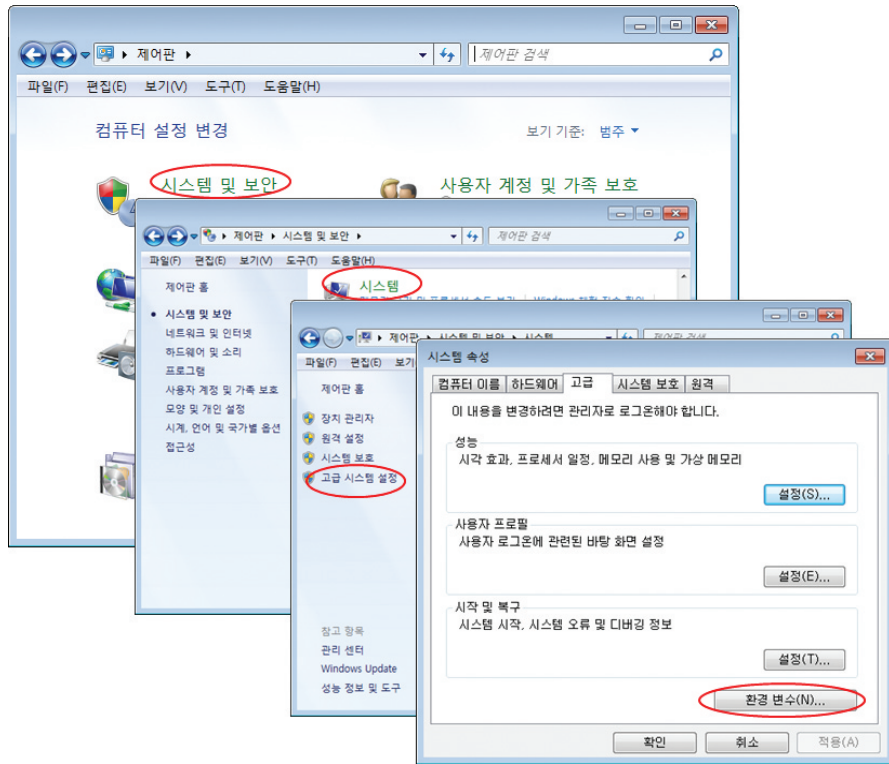 제어판
제어판 검색
파일(F) 편집(E) 보기(V) 도구(T) 도움말(H)
컴퓨터 설정 변경
보기 기준: 범주
시스템 및 보안
사용자 계정 및 가족 보호
제어판 시스템 및 보안
제어판 검색
파일(F) 편집(E) 보기(V) 도구(T) 도움말(H)
제어판 홈
시스템 및 보안
네트워크 및 인터넷
하드웨어 및 소리
프로그램
사용자 계정 및 가족 보호
모양 및 개인 설정
시계, 언어 및 국가별 옵션
접근성
시스템
제어판 시스템 및 보안 시스템
제어판 검색
파일(F) 편집(E) 보기
제어판 홈
장치 관리자
원격 설정
시스템 보호
고급 시스템 설정
참고 항목
관리 센터
Windows Update
성능 정보 및 도구
시스템 속성
컴퓨터 이름 하드웨어 고급 시스템 보호 원격
이 내용을 변경하려면 관리자로 로그온해야 합니다.
성능
시각 효과, 프로세서 일정, 메모리 사용 및 가상 메모리
설정(S)...
사용자 프로필
사용자 로그온에 관련된 바탕 화면 설정
설정(E)...
시작 및 복구
시스템 시작, 시스템 오류 및 디버깅 정보
설정(T)...
환경 변수(N)...
확인 취소 적용(A)